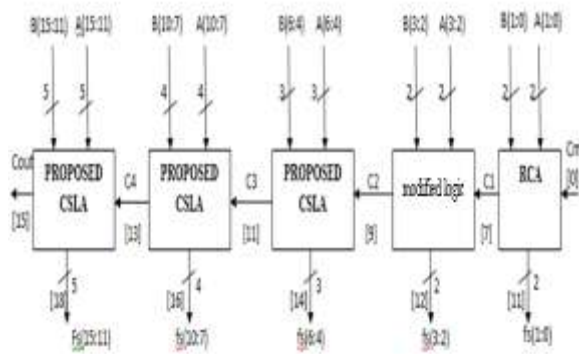 B(15:11) A(15:11) B(10:7) A(10:7) B(6:4) A(6:4) B(3:2) A(3:2) B(1:0) A(1:0)
5 5 4 4 3 3 2 2 2 2
Cout PROPOSED CSLA C4 PROPOSED CSLA C3 PROPOSED CSLA C2 modified logic C1 RCA
[15] [13] [11] [9] [7] [0]
5 4 3 2 2
[18] [16] [14] [12] [11]
Fs(15:11) fs(10:7) fs(6:4) fs(3:2) fs(1:0)